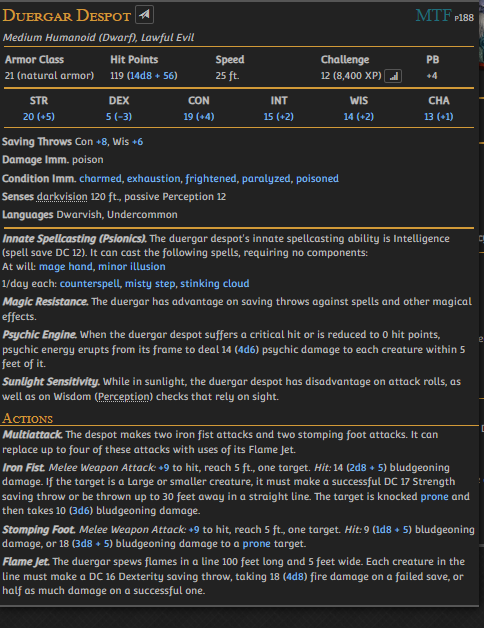 Duergar Despot MTF p188
Medium Humanoid (Dwarf), Lawful Evil
Armor Class Hit Points Speed Challenge PB
21 (natural armor) 119 (14d8 + 56) 25 ft. 12 (8,400 XP) +4
STR DEX CON INT WIS CHA
20 (+5) 5 (−3) 19 (+4) 15 (+2) 14 (+2) 13 (+1)
Saving Throws Con +8, Wis +6
Damage Imm. poison
Condition Imm. charmed, exhaustion, frightened, paralyzed, poisoned
Senses darkvision 120 ft., passive Perception 12
Languages Dwarvish, Undercommon
Innate Spellcasting (Psionics). The duergar despot's innate spellcasting ability is Intelligence
(spell save DC 12). It can cast the following spells, requiring no components:
At will: mage hand, minor illusion
1/day each: counterspell, misty step, stinking cloud
Magic Resistance. The duergar has advantage on saving throws against spells and other magical
effects.
Psychic Engine. When the duergar despot suffers a critical hit or is reduced to 0 hit points,
psychic energy erupts from its frame to deal 14 (4d6) psychic damage to each creature within 5
feet of it.
Sunlight Sensitivity. While in sunlight, the duergar despot has disadvantage on attack rolls, as
well as on Wisdom (Perception) checks that rely on sight.
Actions
Multiattack. The despot makes two iron fist attacks and two stomping foot attacks. It can
replace up to four of these attacks with uses of its Flame Jet.
Iron Fist. Melee Weapon Attack: +9 to hit, reach 5 ft., one target. Hit: 14 (2d8 + 5) bludgeoning
damage. If the target is a Large or smaller creature, it must make a successful DC 17 Strength
saving throw or be thrown up to 30 feet away in a straight line. The target is knocked prone and
then takes 10 (3d6) bludgeoning damage.
Stomping Foot. Melee Weapon Attack: +9 to hit, reach 5 ft., one target. Hit: 9 (1d8 + 5) bludgeoning
damage, or 18 (3d8 + 5) bludgeoning damage to a prone target.
Flame Jet. The duergar spews flames in a line 100 feet long and 5 feet wide. Each creature in the
line must make a DC 16 Dexterity saving throw, taking 18 (4d8) fire damage on a failed save, or
half as much damage on a successful one.